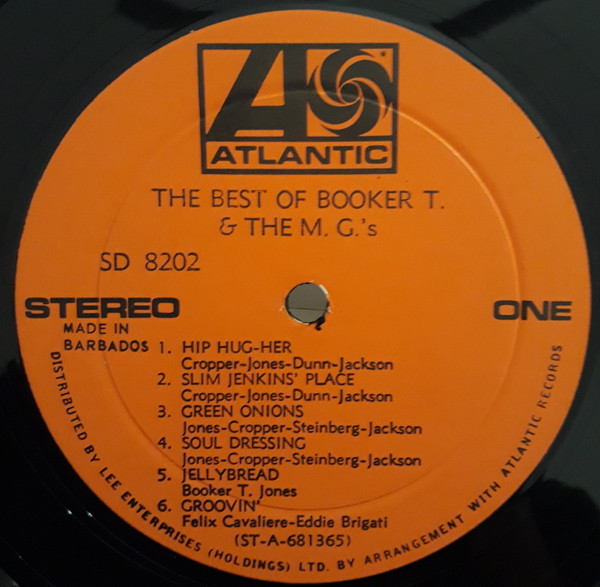 ATLANTIC
THE BEST OF BOOKER T.
& THE M. G.'s
SD 8202
STEREO
ONE
MADE IN
BARBADOS
1. HIP HUG-HER
Cropper-Jones-Dunn-Jackson
2. SLIM JENKINS' PLACE
Cropper-Jones-Dunn-Jackson
3. GREEN ONIONS
Jones-Cropper-Steinberg-Jackson
4. SOUL DRESSING
Jones-Cropper-Steinberg-Jackson
5. JELLYBREAD
Booker T. Jones
6. GROOVIN'
Felix Cavaliere-Eddie Brigati
(ST-A-681365)
DISTRIBUTED BY LEE ENTERPRISES (HOLDINGS) LTD. BY ARRANGEMENT WITH ATLANTIC RECORDS